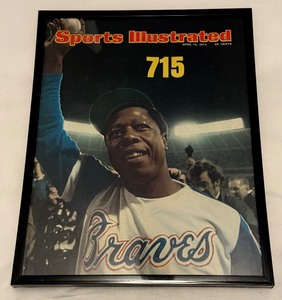 Sports Illustrated
APRIL 15, 1974
60 CENTS
715
Braves